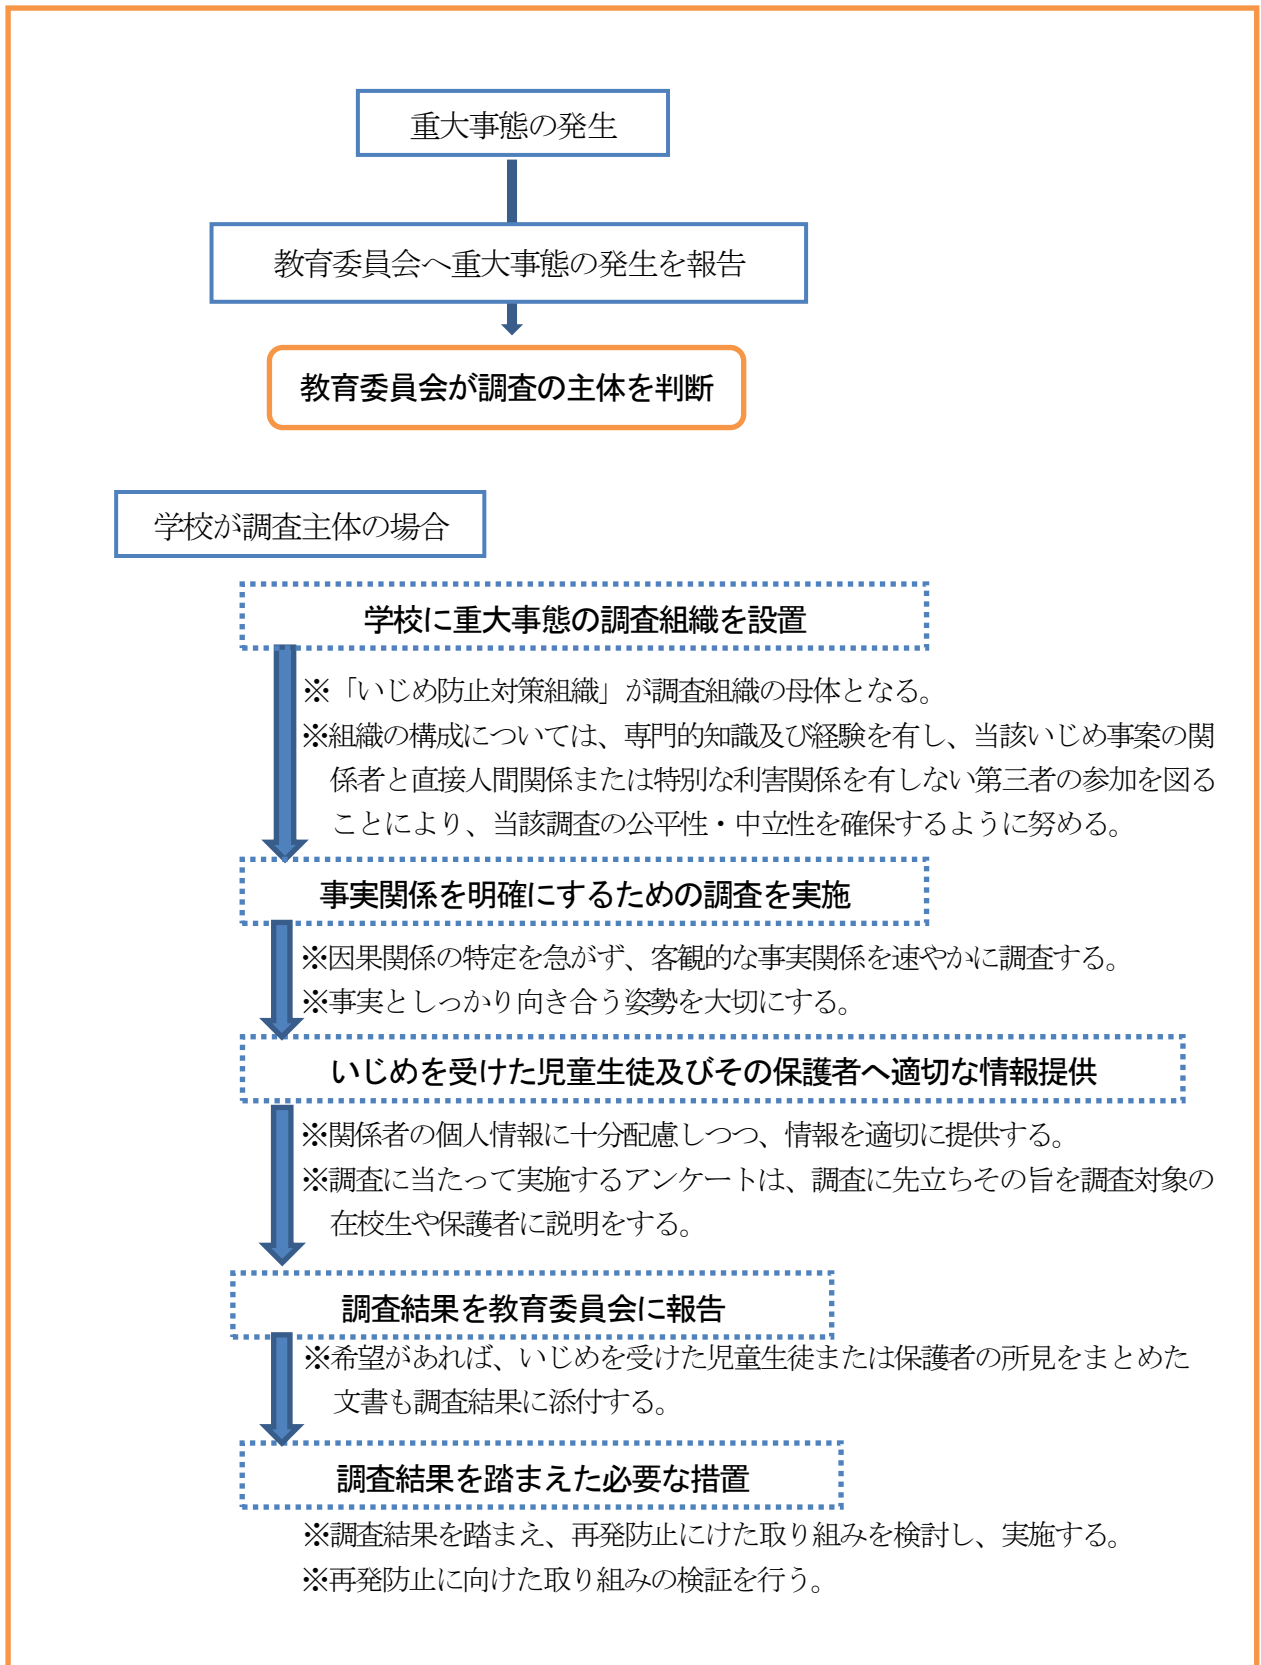 重大事態の発生
教育委員会へ重大事態の発生を報告
教育委員会が調査の主体を判断
学校が調査主体の場合
学校に重大事態の調査組織を設置
※「いじめ防止対策組織」が調査組織の母体となる。
※組織の構成については、専門的知識及び経験を有し、当該いじめ事案の関
係者と直接人間関係または特別な利害関係を有しない第三者の参加を図る
ことにより、当該調査の公平性・中立性を確保するように努める。
事実関係を明確にするための調査を実施
※因果関係の特定を急がず、客観的な事実関係を速やかに調査する。
※事実としっかり向き合う姿勢を大切にする。
いじめを受けた児童生徒及びその保護者へ適切な情報提供
※関係者の個人情報に十分配慮しつつ、情報を適切に提供する。
※調査に当たって実施するアンケートは、調査に先立ちその旨を調査対象の
在校生や保護者に説明をする。
調査結果を教育委員会に報告
※希望があれば、いじめを受けた児童生徒または保護者の所見をまとめた
文書も調査結果に添付する。
調査結果を踏まえた必要な措置
※調査結果を踏まえ、再発防止にけた取り組みを検討し、実施する。
※再発防止に向けた取り組みの検証を行う。